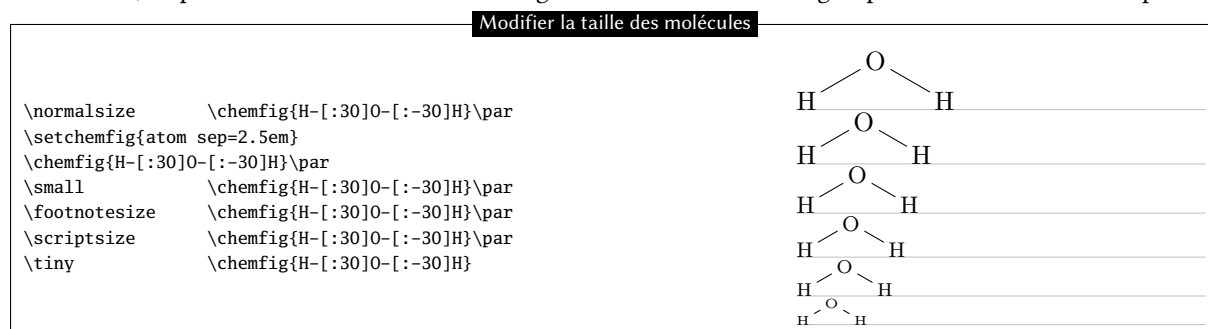 Modifier la taille des molécules
\normalsize \chemfig{H-[:30]O-[:-30]H}\par
\setchemfig{atom sep=2.5em}
\chemfig{H-[:30]O-[:-30]H}\par
\small \chemfig{H-[:30]O-[:-30]H}\par
\footnotesize \chemfig{H-[:30]O-[:-30]H}\par
\scriptsize \chemfig{H-[:30]O-[:-30]H}\par
\tiny \chemfig{H-[:30]O-[:-30]H}
O
H H
O
H H
O
H H
O
H H
O
H H
O
H H